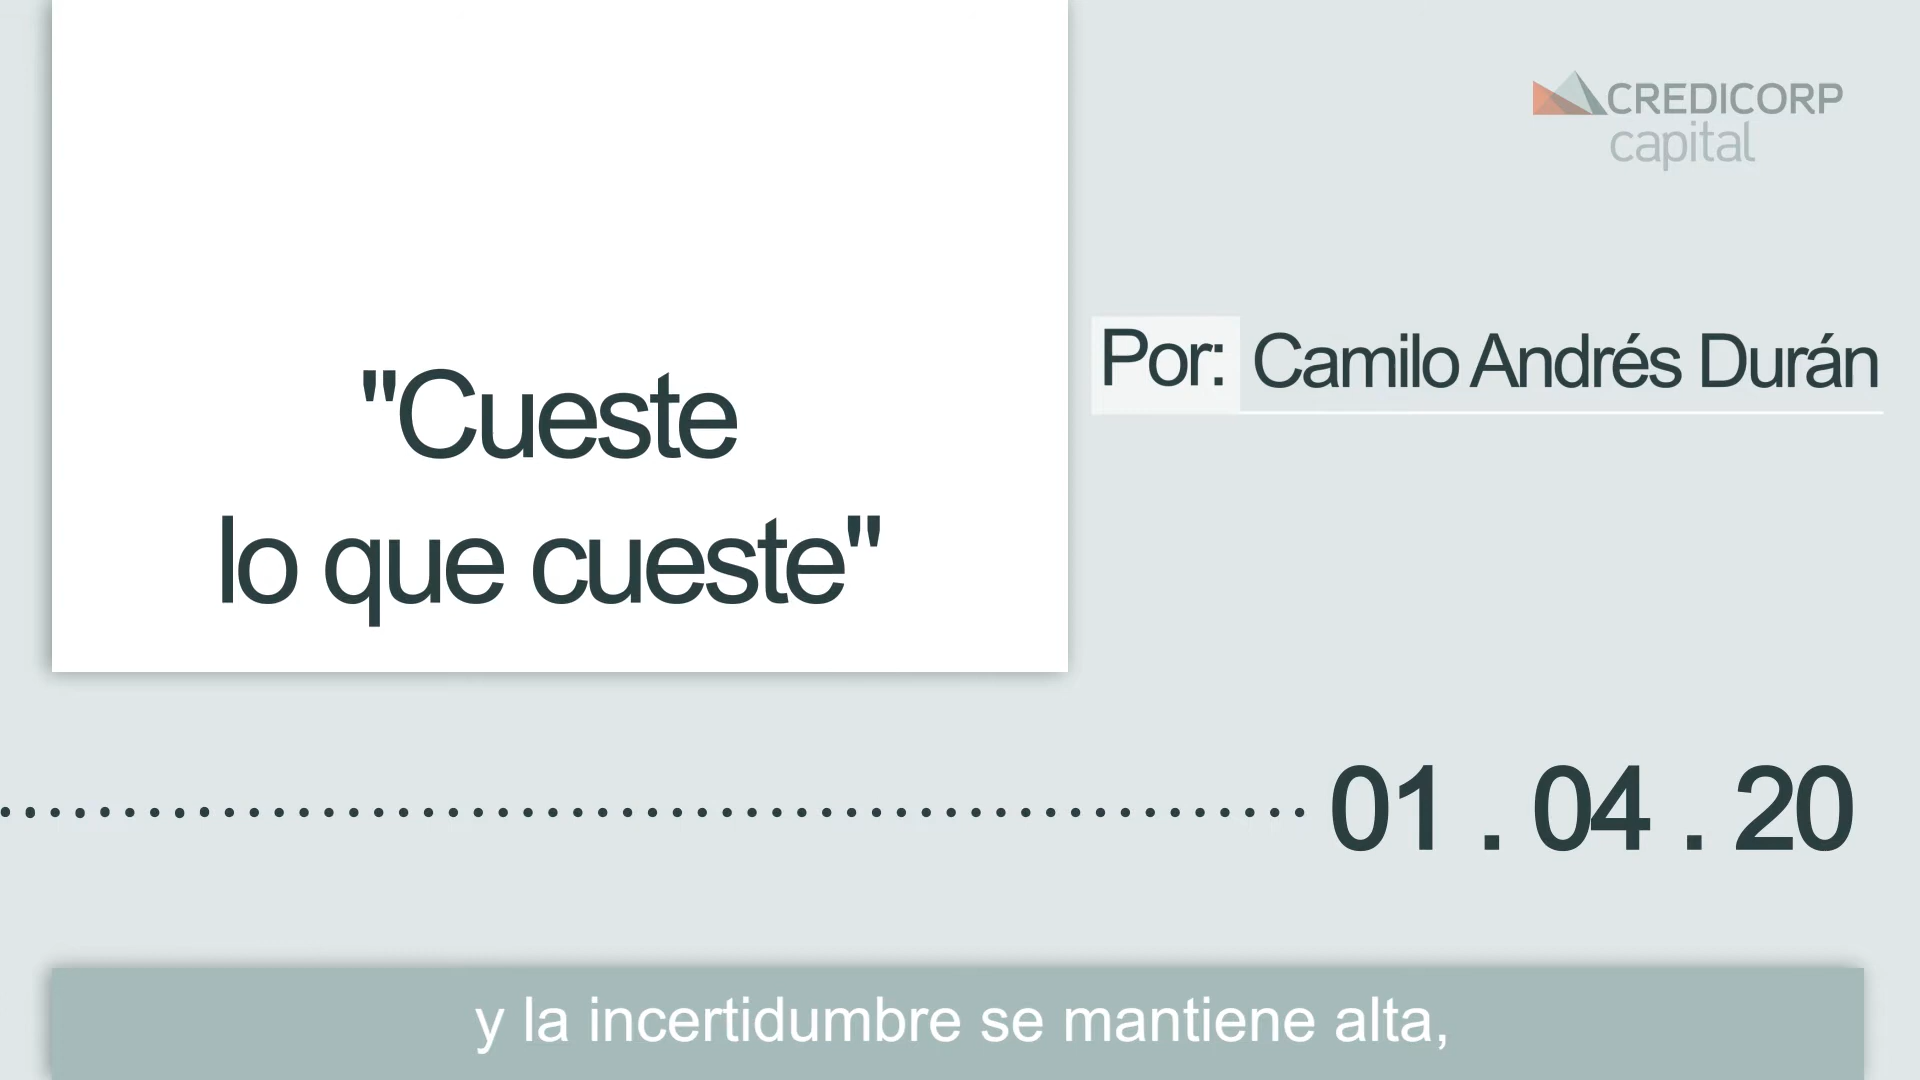 CREDICORP
capital
"Cueste
lo que cueste"
Por: Camilo Andrés Durán
01 . 04 . 20
y la incertidumbre se mantiene alta,